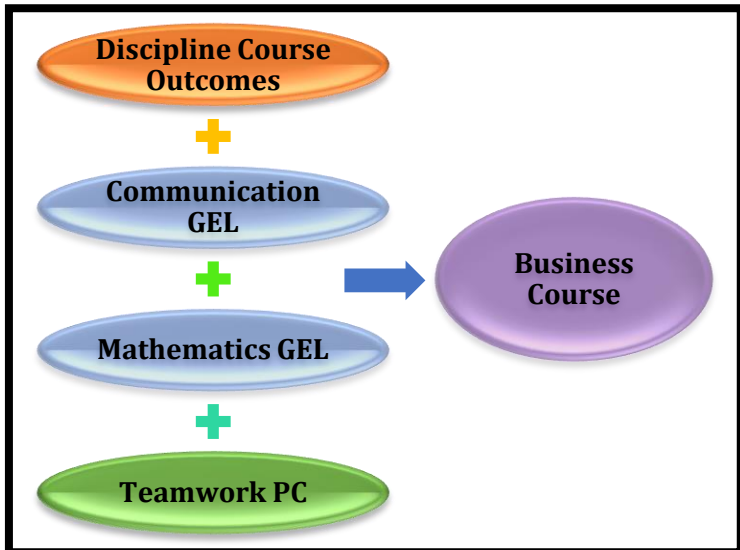 Discipline Course
Outcomes
Communication
GEL
Mathematics GEL
Teamwork PC
Business
Course